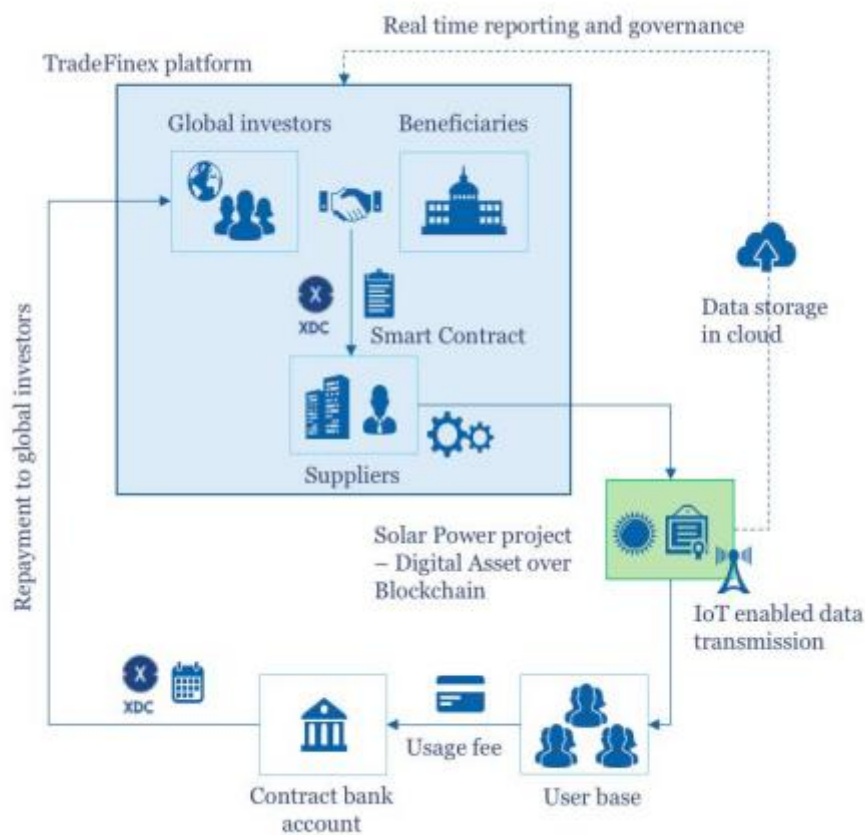 Real time reporting and governance
TradeFinex platform
Global investors
Beneficiaries
X
XDC
Smart Contract
Suppliers
Data storage
in cloud
Repayment to global investors
Solar Power project
– Digital Asset over
Blockchain
IoT enabled data
transmission
X
XDC
Usage fee
Contract bank
account
User base